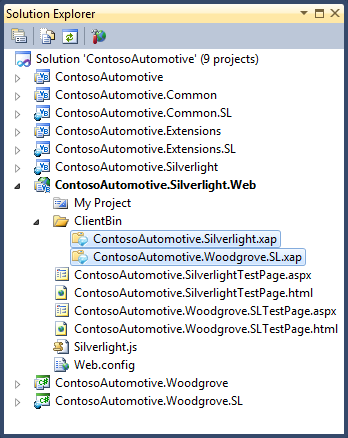 Solution Explorer
Solution 'ContosoAutomotive' (9 projects)
ContosoAutomotive
ContosoAutomotive.Common
ContosoAutomotive.Common.SL
ContosoAutomotive.Extensions
ContosoAutomotive.Extensions.SL
ContosoAutomotive.Silverlight
ContosoAutomotive.Silverlight.Web
My Project
ClientBin
ContosoAutomotive.Silverlight.xap
ContosoAutomotive.Woodgrove.SL.xap
ContosoAutomotive.SilverlightTestPage.aspx
ContosoAutomotive.SilverlightTestPage.html
ContosoAutomotive.Woodgrove.SLTestPage.aspx
ContosoAutomotive.Woodgrove.SLTestPage.html
Silverlight.js
Web.config
ContosoAutomotive.Woodgrove
ContosoAutomotive.Woodgrove.SL